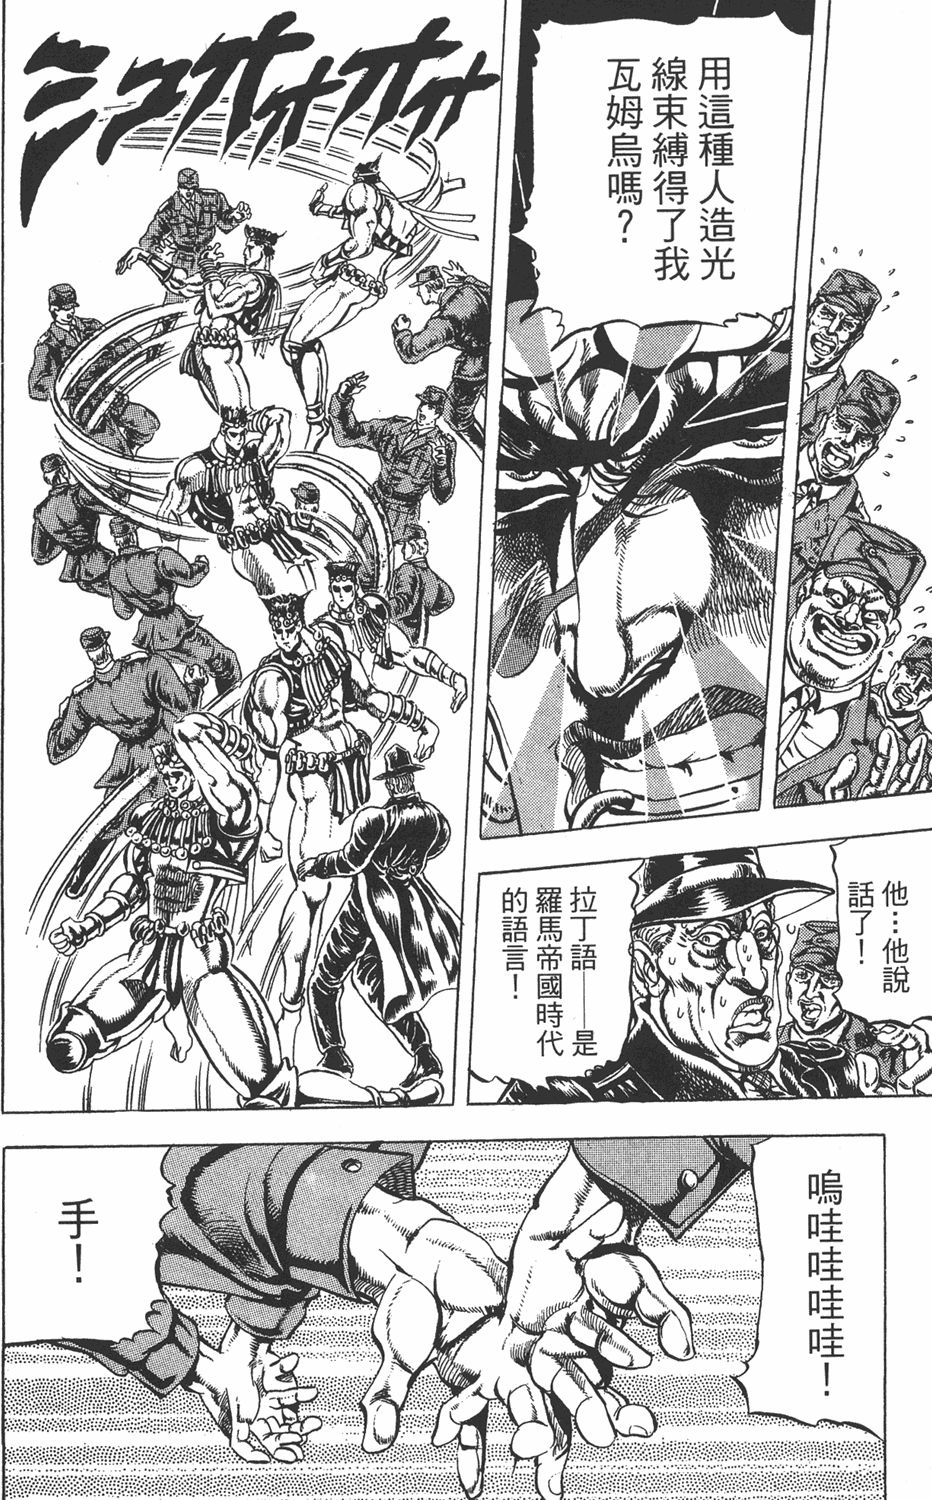 用這種人造光
線束縛得了我
瓦姆烏嗎？
他…他說
話了！
拉丁語——是
羅馬帝國時代
的語言！
シュオオオオ
嗚哇哇哇哇！
手！